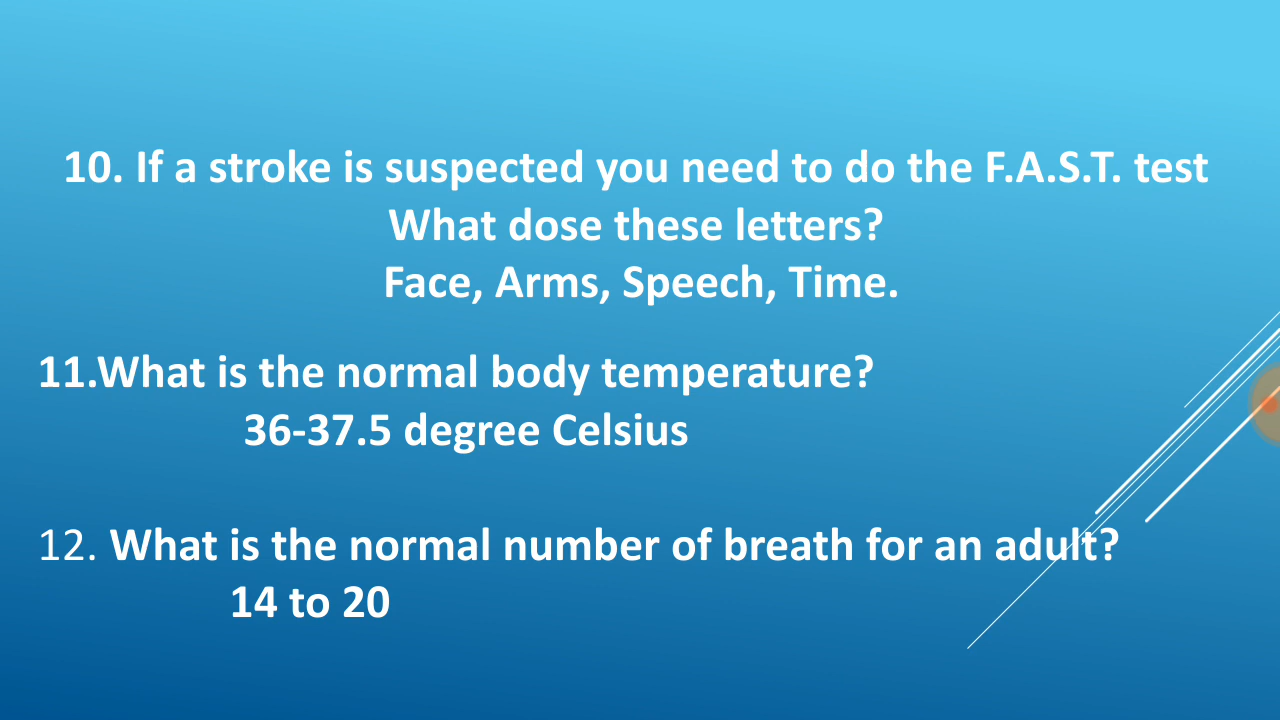 10. If a stroke is suspected you need to do the F.A.S.T. test
What dose these letters?
Face, Arms, Speech, Time.
11.What is the normal body temperature?
36-37.5 degree Celsius
12. What is the normal number of breath for an adult?
14 to 20